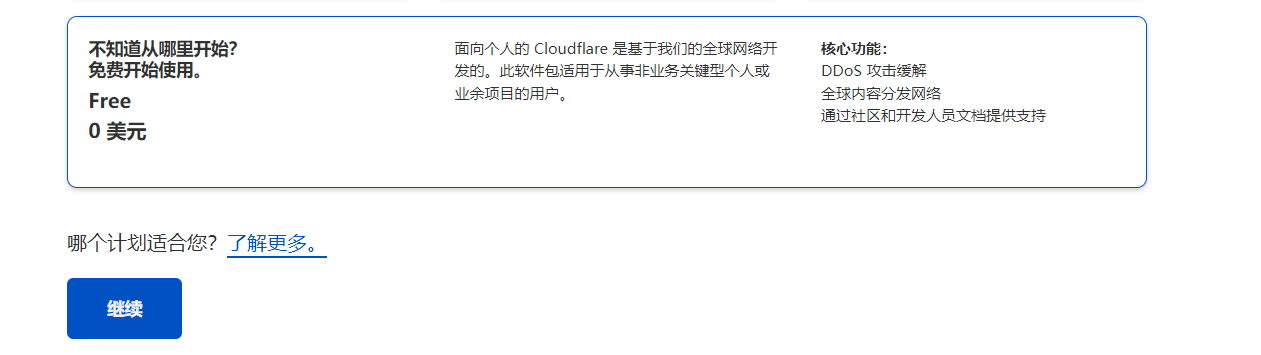 不知道从哪里开始？
免费开始使用。
Free
0 美元
面向个人的 Cloudflare 是基于我们的全球网络开
发的。此软件包适用于从事非业务关键型个人或
业余项目的用户。
核心功能：
DDoS 攻击缓解
全球内容分发网络
通过社区和开发人员文档提供支持
哪个计划适合您？了解更多。
继续